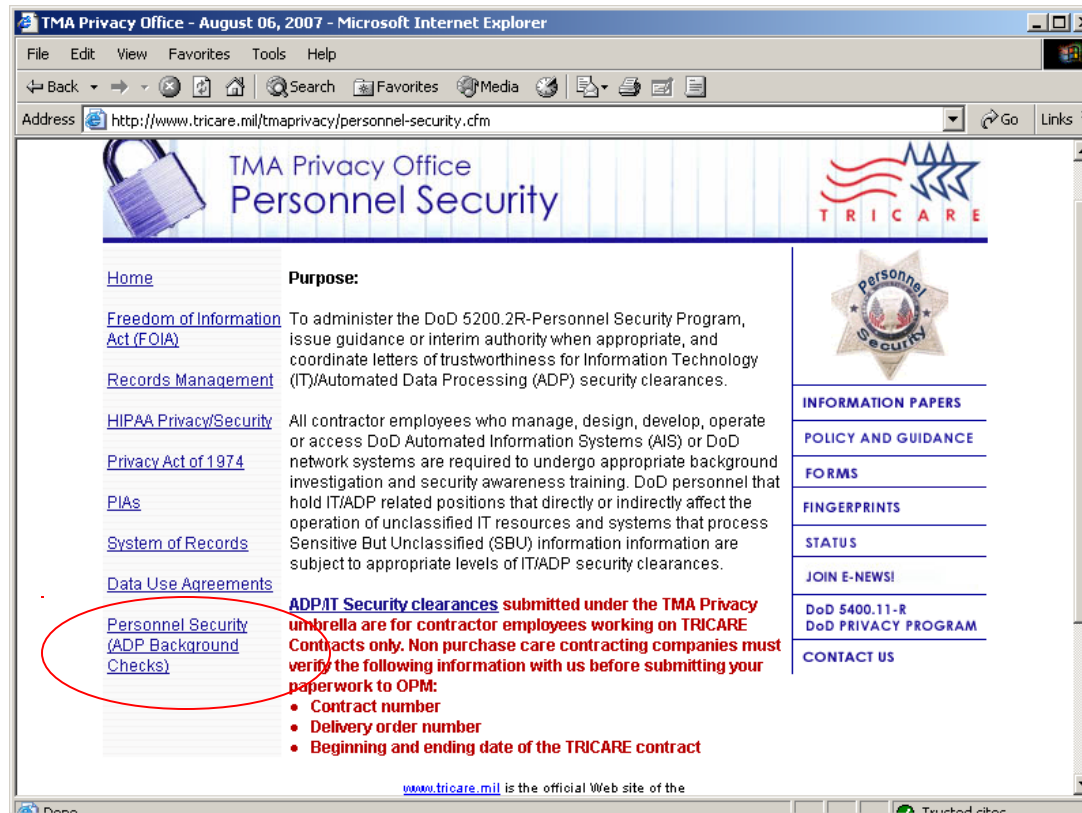 TMA Privacy Office - August 06, 2007 - Microsoft Internet Explorer
File Edit View Favorites Tools Help
Back Search Favorites Media
Address http://www.tricare.mil/tmaprivacy/personnel-security.cfm Go Links
TMA Privacy Office
Personnel Security
TRICARE
Home
Freedom of Information
Act (FOIA)
Records Management
HIPAA Privacy/Security
Privacy Act of 1974
PIAs
System of Records
Data Use Agreements
Personnel Security
(ADP Background
Checks)
Purpose:
To administer the DoD 5200.2R-Personnel Security Program,
issue guidance or interim authority when appropriate, and
coordinate letters of trustworthiness for Information Technology
(IT)/Automated Data Processing (ADP) security clearances.
All contractor employees who manage, design, develop, operate
or access DoD Automated Information Systems (AIS) or DoD
network systems are required to undergo appropriate background
investigation and security awareness training. DoD personnel that
hold IT/ADP related positions that directly or indirectly affect the
operation of unclassified IT resources and systems that process
Sensitive But Unclassified (SBU) information information are
subject to appropriate levels of IT/ADP security clearances.
ADP/IT Security clearances submitted under the TMA Privacy
umbrella are for contractor employees working on TRICARE
Contracts only. Non purchase care contracting companies must
verify the following information with us before submitting your
paperwork to OPM:
• Contract number
• Delivery order number
• Beginning and ending date of the TRICARE contract
www.tricare.mil is the official Web site of the
Personnel
Security
INFORMATION PAPERS
POLICY AND GUIDANCE
FORMS
FINGERPRINTS
STATUS
JOIN E-NEWS!
DoD 5400.11-R
DoD PRIVACY PROGRAM
CONTACT US
Done Trusted sites